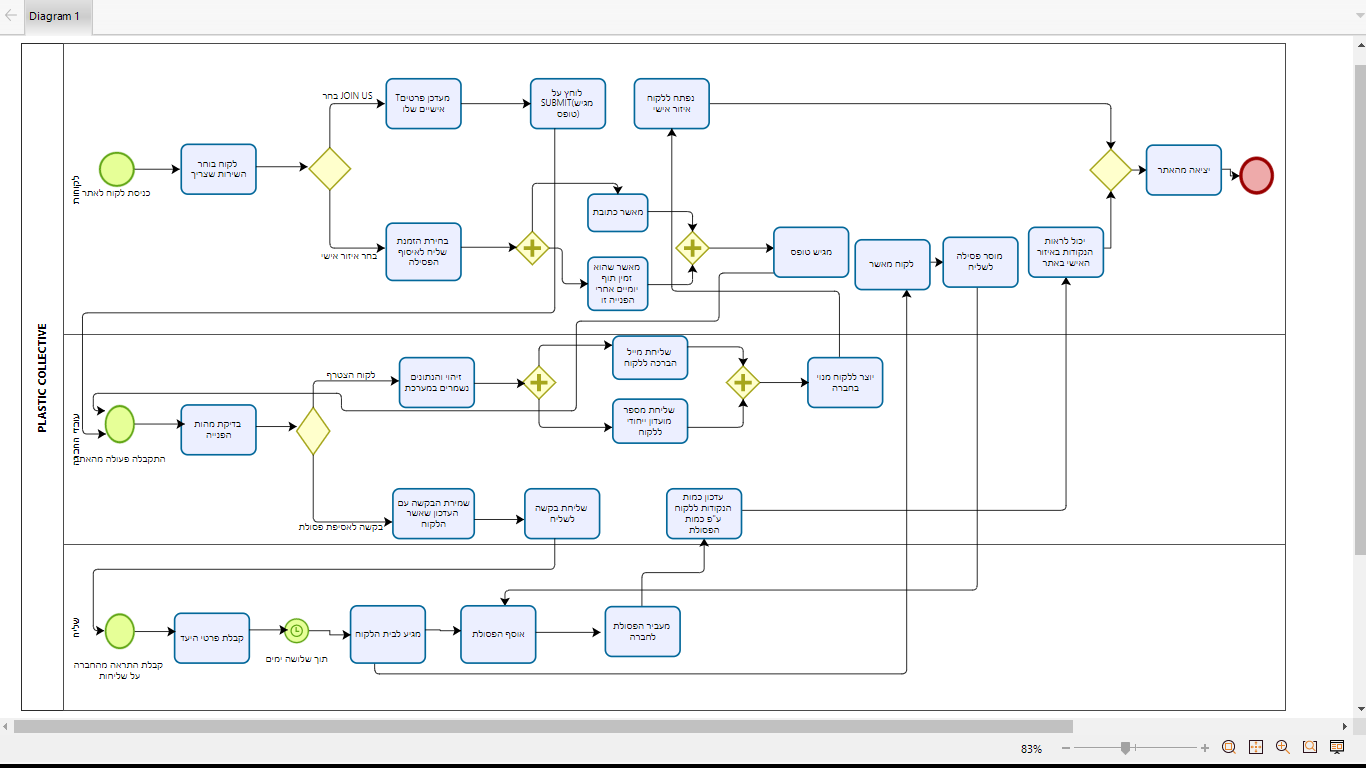 Diagram 1
PLASTIC COLLECTIVE
לקוחות
כניסת לקוח לאתר
לקוח בוחר
השירות שצריך
בחר JOIN US
מעדכן פרטיםT
אישיים שלו
לוחץ על
SUBMIT(מגיש
טופס)
נפתח ללקוח
איזור אישי
בחר איזור אישי
בחירת הזמנת
שליח לאיסוף
הפסילה
מאשר כתובת
מאשר שהוא
זמין תוך
יומיים אחרי
הפנייה זו
מגיש טופס
לקוח מאשר
מוסר פסילה
לשליח
יכול לראות
הנקודות באיזור
האישי באתר
יציאה מהאתר
עובדי החברה
התקבלה פעולה מהאתר
בדיקת מהות
הפנייה
לקוח הצטרף
זיהוי והנתונים
נשמרים במערכת
שליחת מייל
הברכה ללקוח
שליחת מספר
מועדון ייחודי
ללקוח
יוצר ללקוח מנוי
בחברה
בקשה לאסיפת פסולת
שמירת הבקשה עם
העדכון שאשר
הלקוח
שליחת בקשה
לשליח
עדכון כמות
הנקודות ללקוח
ע"פ כמות
הפסולת
שליח
קבלת התראה מהחברה
על שליחות
קבלת פרטי היעד
תוך שלושה ימים
מגיע לבית הלקוח
אוסף הפסולת
מעביר הפסולת
לחברה
83%